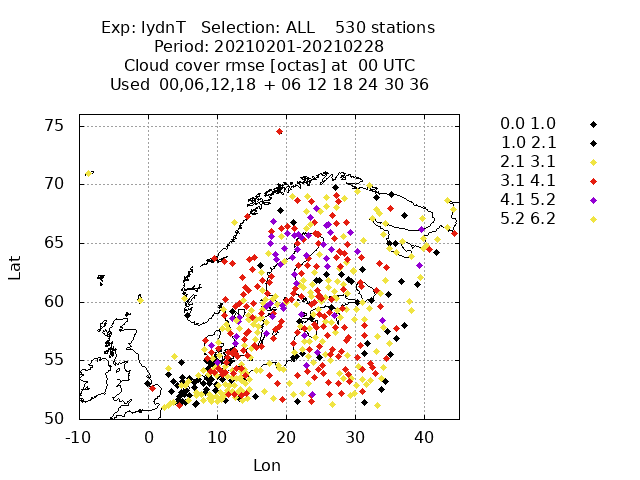 Exp: lydnT Selection: ALL 530 stations
Period: 20210201-20210228
Cloud cover rmse [octas] at 00 UTC
Used 00,06,12,18 + 06 12 18 24 30 36
75
70
65
60
55
50
-10 0 10 20 30 40
Lat
Lon
0.0 1.0
1.0 2.1
2.1 3.1
3.1 4.1
4.1 5.2
5.2 6.2